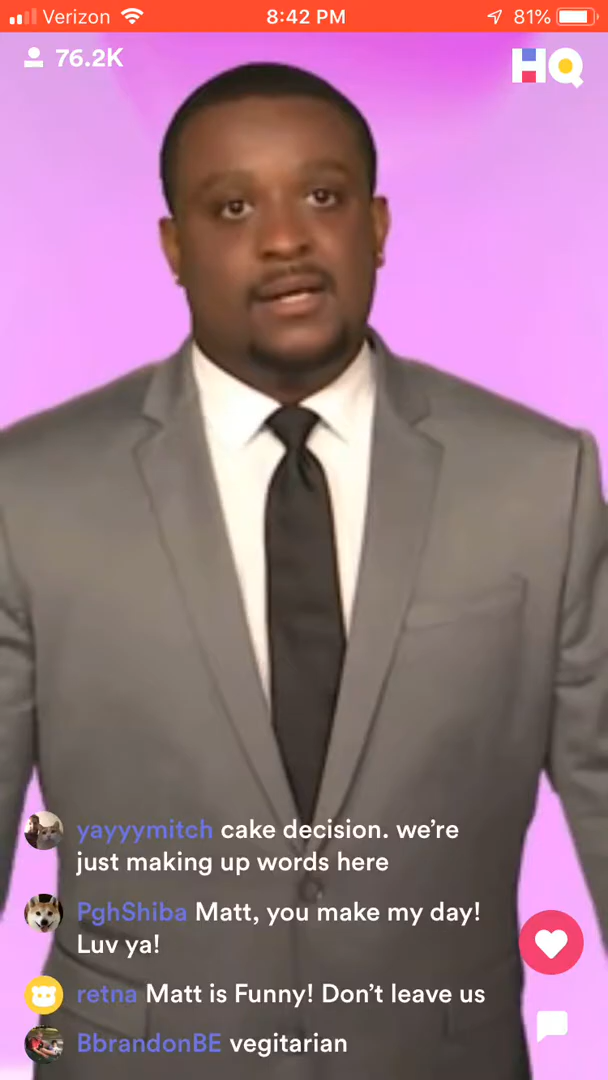 Verizon 8:42 PM 81%
76.2K HQ
yayyymitch cake decision. we’re
just making up words here
PghShiba Matt, you make my day!
Luv ya!
retna Matt is Funny! Don’t leave us
BbrandonBE vegitarian